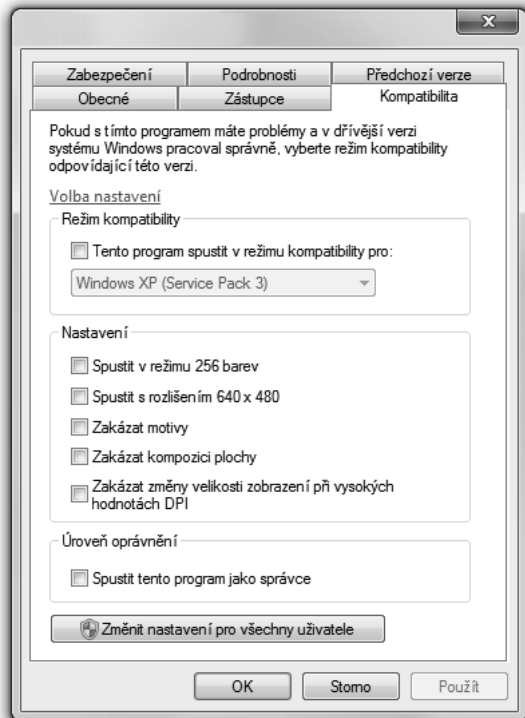 Zabezpečení Podrobnosti Předchozí verze
Obecné Zástupce Kompatibilita
Pokud s tímto programem máte problémy a v dřívější verzi
systému Windows pracoval správně, vyberte režim kompatibility
odpovídající této verzi.
Volba nastavení
Režim kompatibility
Tento program spustit v režimu kompatibility pro:
Windows XP (Service Pack 3)
Nastavení
Spustit v režimu 256 barev
Spustit s rozlišením 640 x 480
Zakázat motivy
Zakázat kompozici plochy
Zakázat změny velikosti zobrazení při vysokých
hodnotách DPI
Úroveň oprávnění
Spustit tento program jako správce
Změnit nastavení pro všechny uživatele
OK Storno Použít